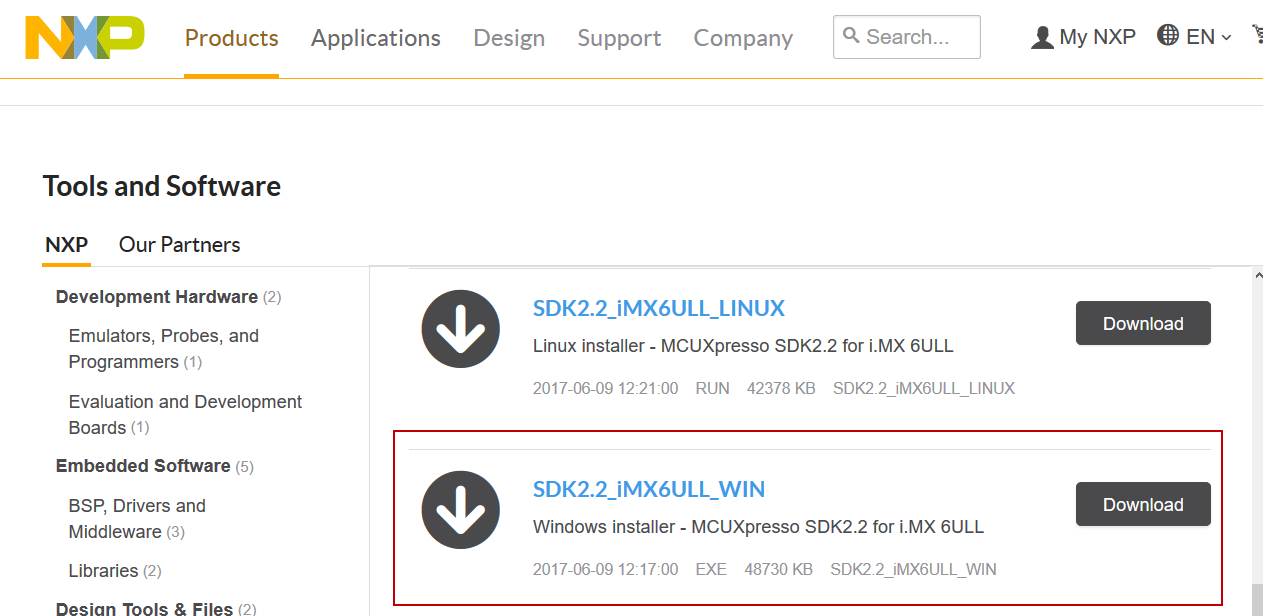 NXP Products Applications Design Support Company Search... My NXP EN
Tools and Software
NXP Our Partners
Development Hardware (2)
Emulators, Probes, and
Programmers (1)
Evaluation and Development
Boards (1)
Embedded Software (5)
BSP, Drivers and
Middleware (3)
Libraries (2)
Design Tools & Files (2)
SDK2.2_iMX6ULL_LINUX
Download
Linux installer - MCUXpresso SDK2.2 for i.MX 6ULL
2017-06-09 12:21:00 RUN 42378 KB SDK2.2_iMX6ULL_LINUX
SDK2.2_iMX6ULL_WIN
Download
Windows installer - MCUXpresso SDK2.2 for i.MX 6ULL
2017-06-09 12:17:00 EXE 48730 KB SDK2.2_iMX6ULL_WIN